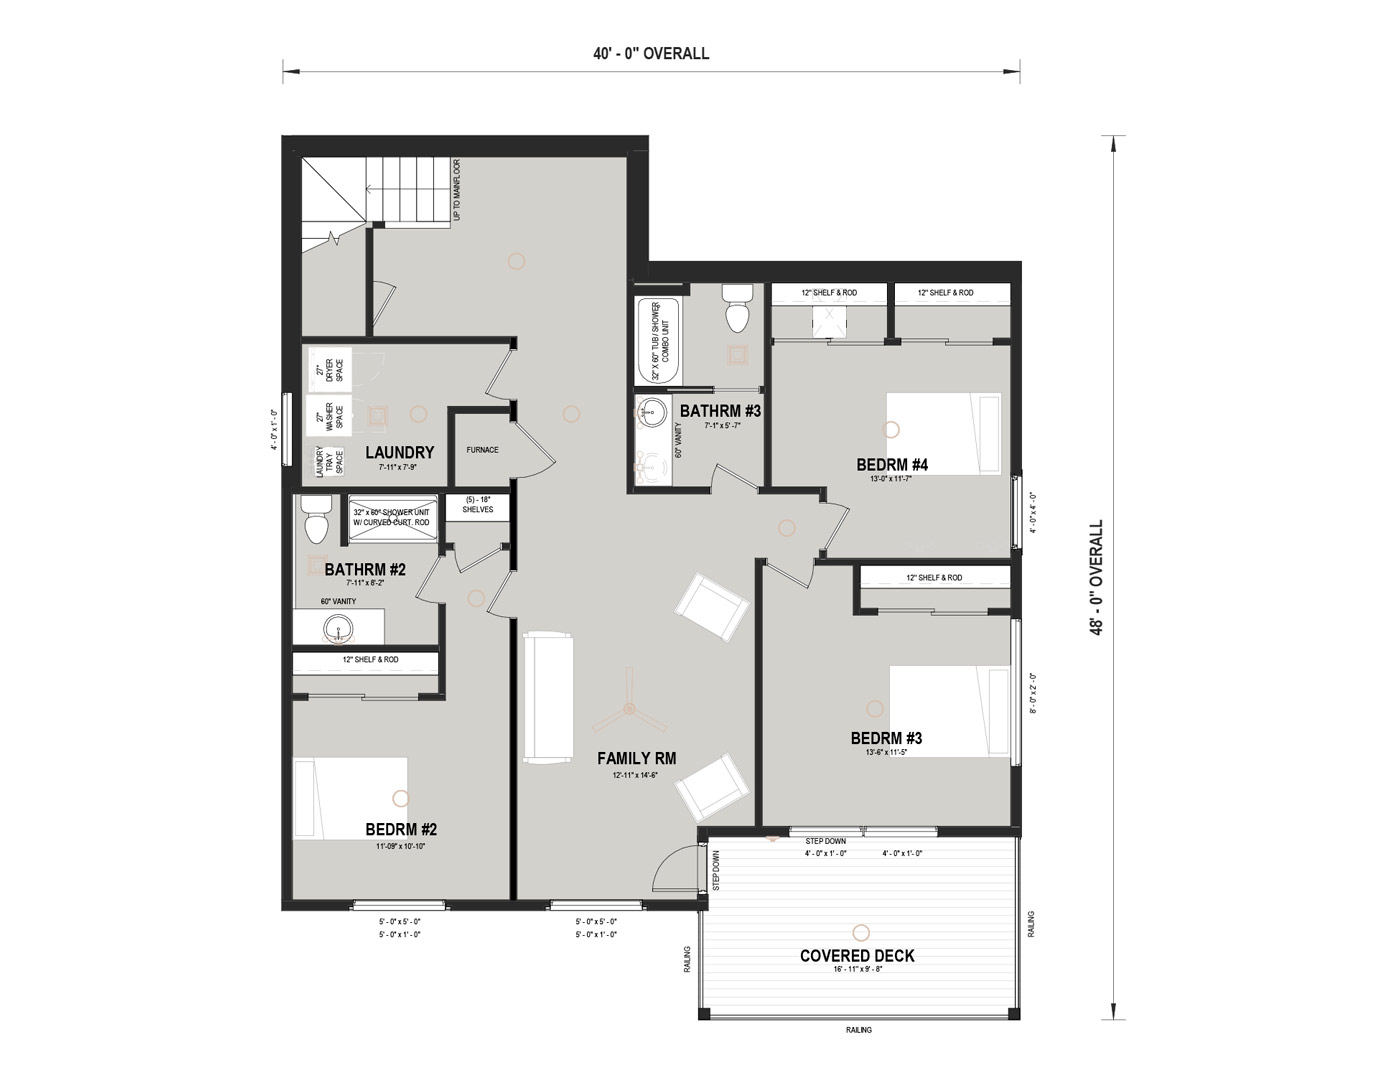 40' - 0" OVERALL
UP TO MAINFLOOR
12" SHELF & ROD
12" SHELF & ROD
32" X 60" TUB / SHOWER
COMBO UNIT
27"
DRYER
SPACE
27"
WASHER
SPACE
LAUNDRY
TRAY
SPACE
4' - 0" x 1' - 0"
LAUNDRY
7'-11" x 7'-9"
FURNACE
BATHRM #3
7'-1" x 5' -7"
60" VANITY
BEDRM #4
13'-0" x 11'-7"
4' - 0" x 4' - 0"
48' - 0" OVERALL
(5) - 18"
SHELVES
32" x 60" SHOWER UNIT
W/ CURVED CURT. ROD
BATHRM #2
7'-11" x 8'-2"
60" VANITY
12" SHELF & ROD
12" SHELF & ROD
8' - 0" x 2' - 0"
BEDRM #3
13'-6" x 11'-5"
FAMILY RM
12'-11" x 14'-6"
BEDRM #2
11'-09" x 10'-10"
STEP DOWN
4' - 0" x 1' - 0"
4' - 0" x 1' - 0"
STEP DOWN
5' - 0" x 5' - 0"
5' - 0" x 1' - 0"
5' - 0" x 5' - 0"
5' - 0" x 1' - 0"
RAILING
COVERED DECK
16' - 11" x 9' - 8"
RAILING
RAILING